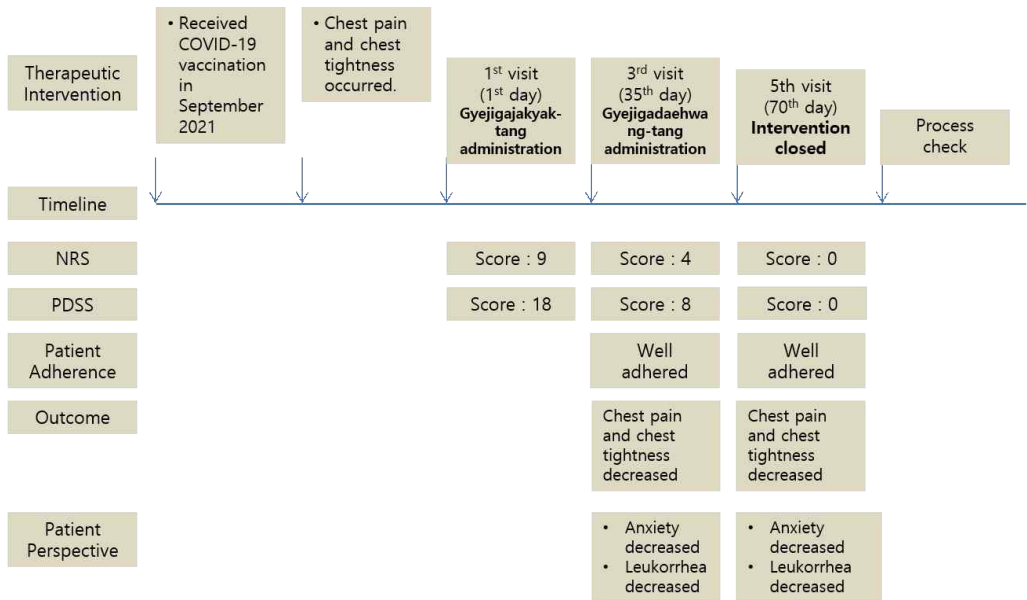 Therapeutic
Intervention
• Received
COVID-19
vaccination
in
September
2021
• Chest pain
and chest
tightness
occurred.
1st visit
(1st day)
Gyejigajakyak-
tang
administration
3rd visit
(35th day)
Gyejigadaehwa
ng-tang
administration
5th visit
(70th day)
Intervention
closed
Process
check
Timeline
NRS
Score : 9
Score : 4
Score : 0
PDSS
Score : 18
Score : 8
Score : 0
Patient
Adherence
Well
adhered
Well
adhered
Outcome
Chest pain
and chest
tightness
decreased
Chest pain
and chest
tightness
decreased
Patient
Perspective
• Anxiety
decreased
• Leukorrhea
decreased
• Anxiety
decreased
• Leukorrhea
decreased